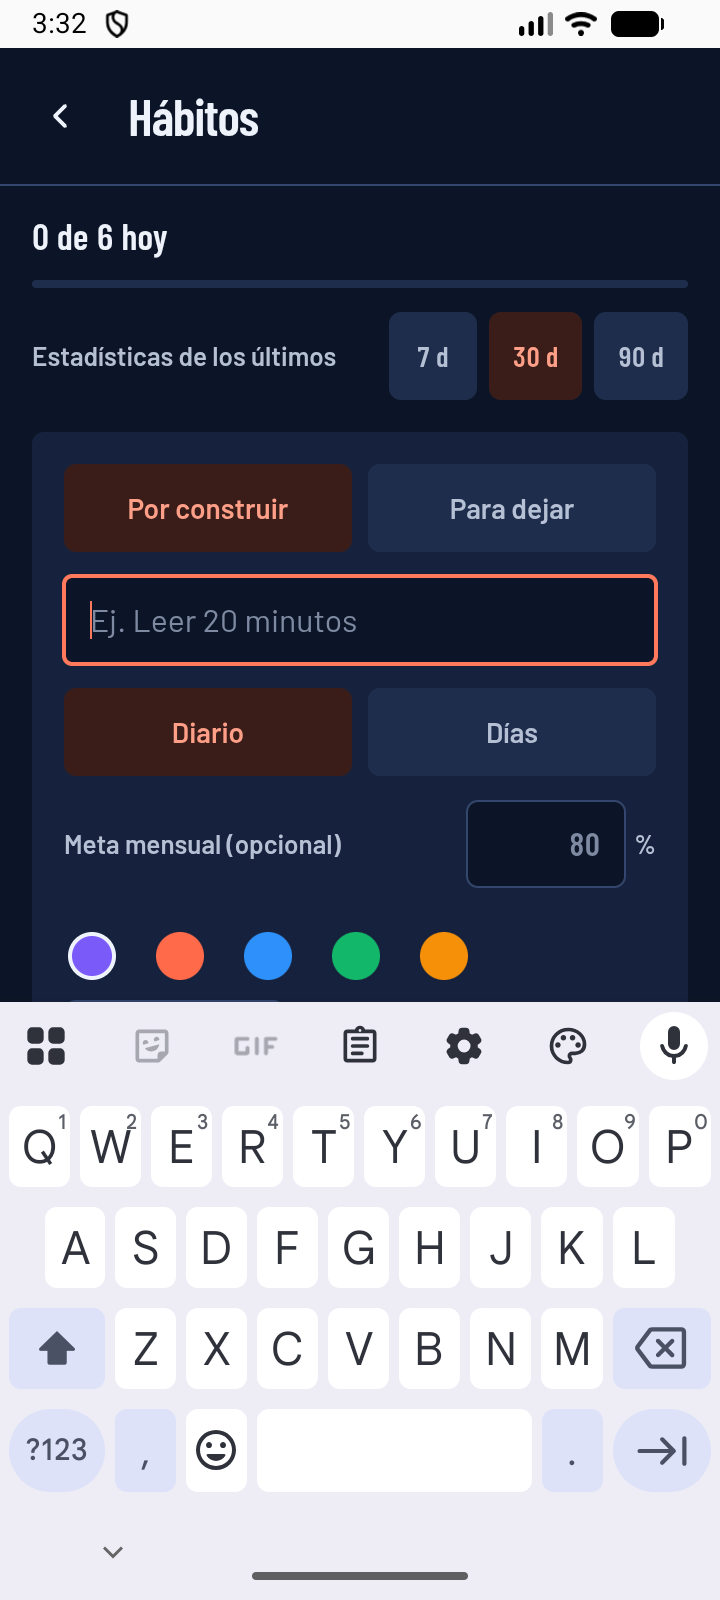 3:32
Hábitos
0 de 6 hoy
Estadísticas de los últimos 7 d 30 d 90 d
Por construir Para dejar
Ej. Leer 20 minutos
Diario Días
Meta mensual (opcional) 80 %
GIF
Q1 W2 E3 R4 T5 Y6 U7 I8 O9 P0
A S D F G H J K L
Z X C V B N M
?123 , .